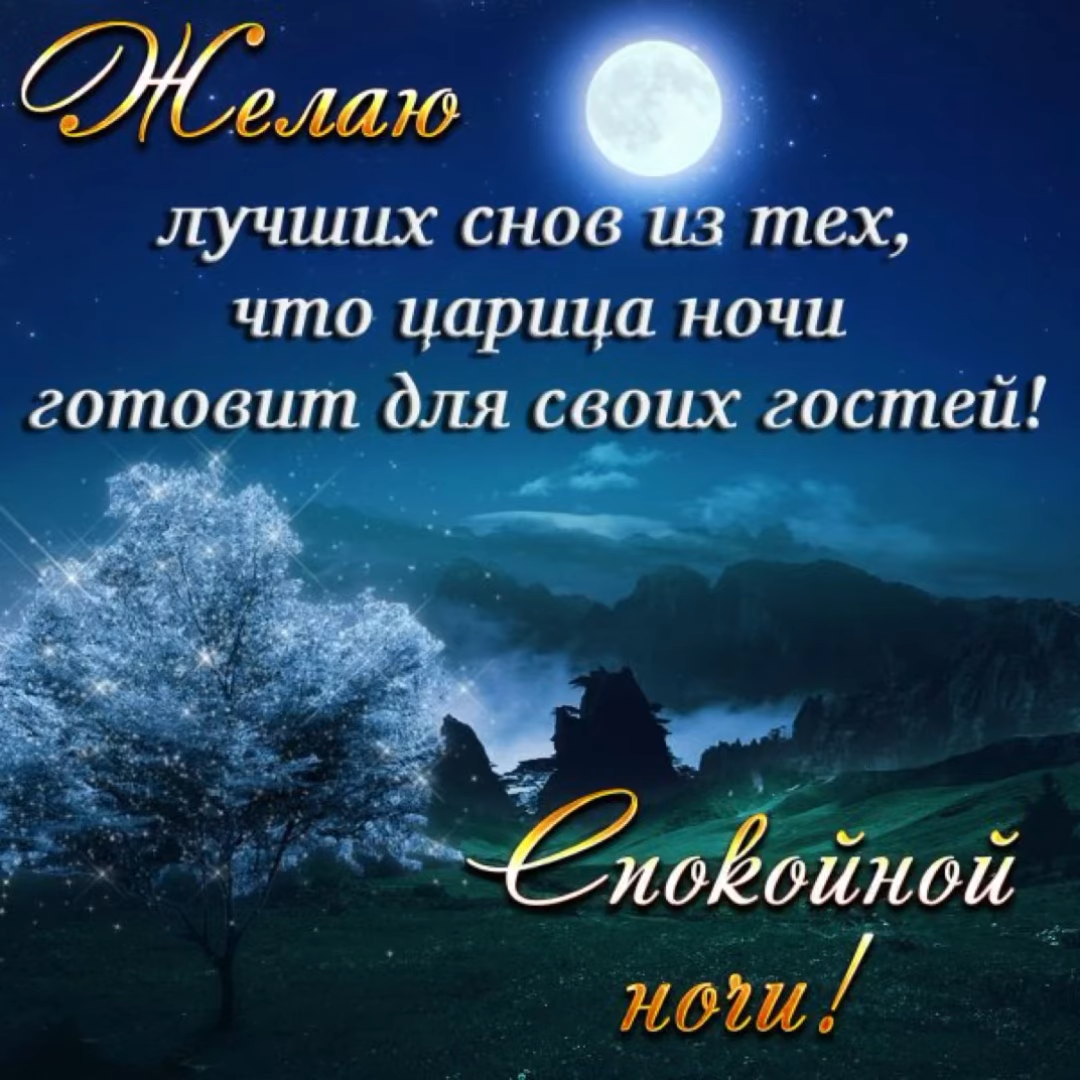 Желаю
лучших снов из тех,
что царица ночи
готовит для своих гостей!
Спокойной
ночи!